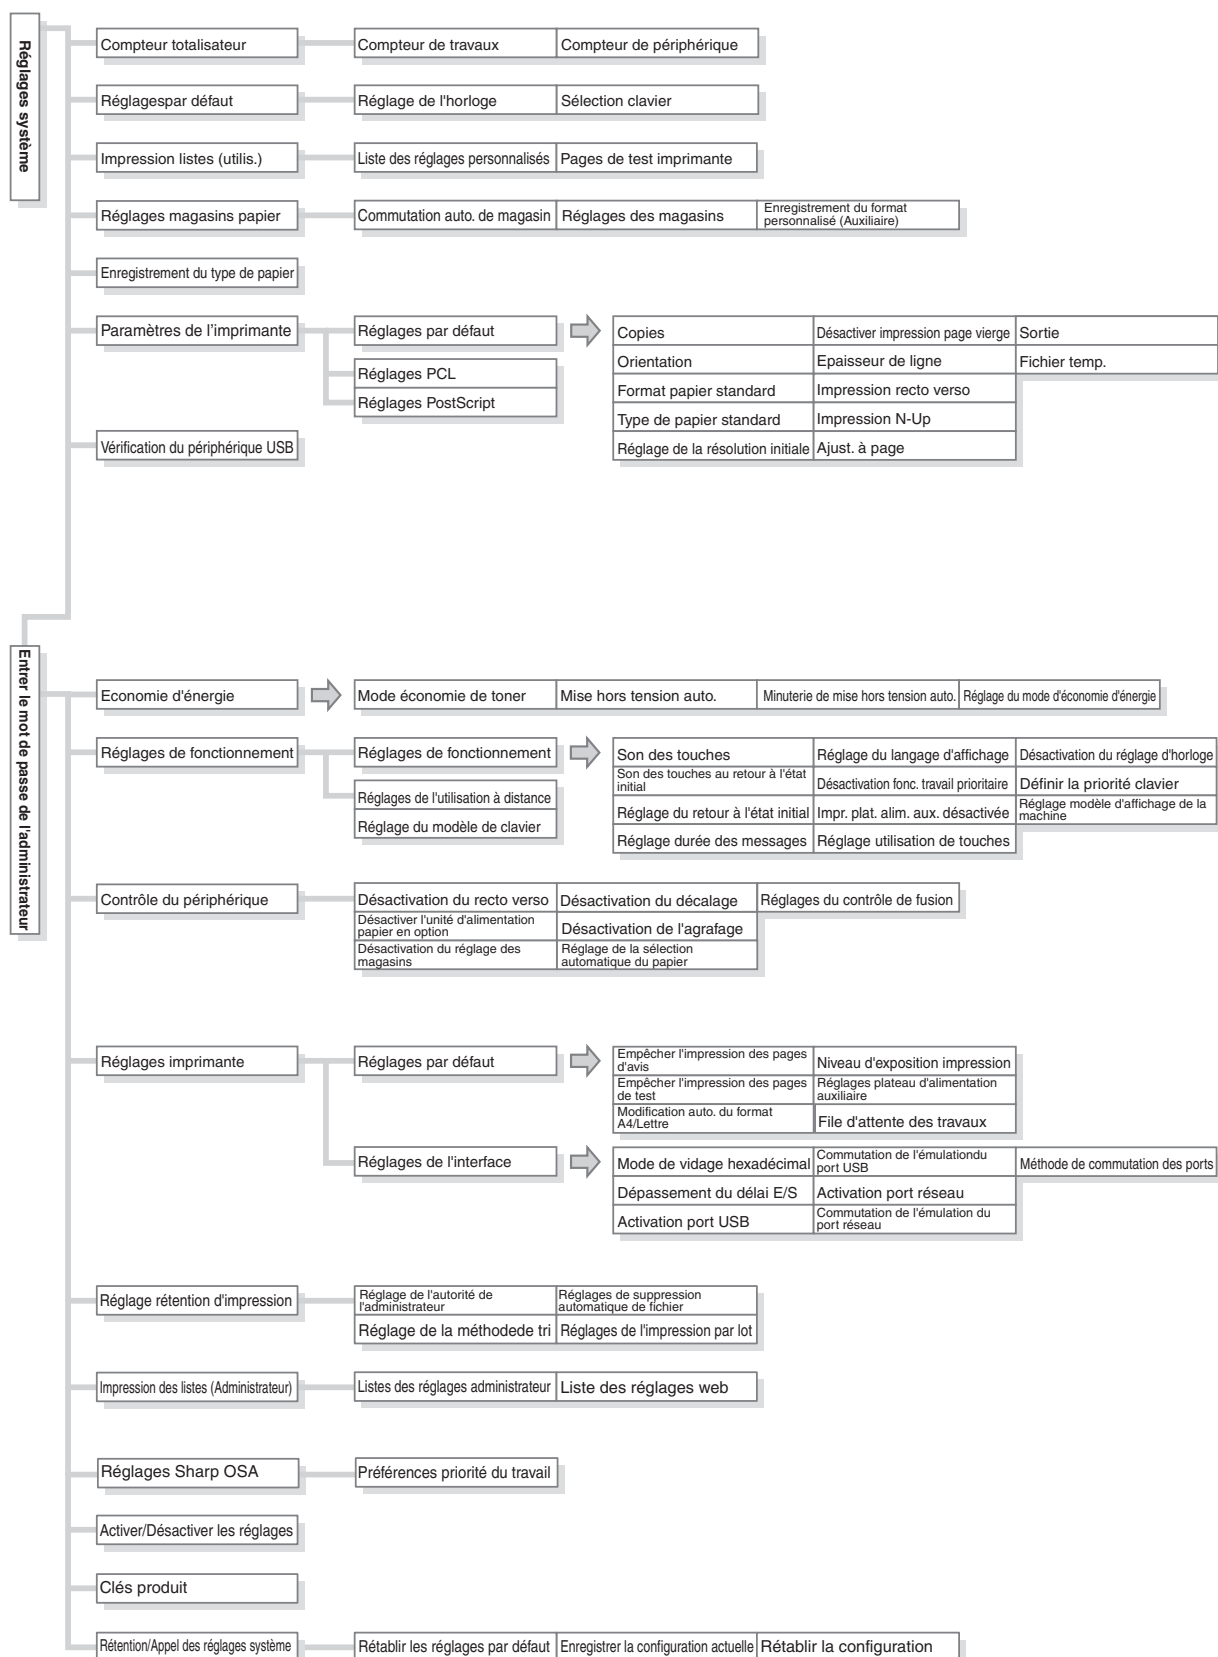 Réglages système
Compteur totalisateur
Compteur de travaux
Compteur de périphérique
Réglagespar défaut
Réglage de l'horloge
Sélection clavier
Impression listes (utilis.)
Liste des réglages personnalisés
Pages de test imprimante
Réglages magasins papier
Commutation auto. de magasin
Réglages des magasins
Enregistrement du format
personnalisé (Auxiliaire)
Enregistrement du type de papier
Paramètres de l'imprimante
Réglages par défaut
Copies
Désactiver impression page vierge
Sortie
Orientation
Epaisseur de ligne
Fichier temp.
Réglages PCL
Format papier standard
Impression recto verso
Réglages PostScript
Type de papier standard
Impression N-Up
Vérification du périphérique USB
Réglage de la résolution initiale
Ajust. à page
Entrer le mot de passe de l'administrateur
Economie d'énergie
Mode économie de toner
Mise hors tension auto.
Minuterie de mise hors tension auto.
Réglage du mode d'économie d'énergie
Réglages de fonctionnement
Réglages de fonctionnement
Son des touches
Réglage du langage d'affichage
Désactivation du réglage d'horloge
Son des touches au retour à l'état
initial
Désactivation fonc. travail prioritaire
Définir la priorité clavier
Réglages de l'utilisation à distance
Réglage du retour à l'état initial
Impr. plat. alim. aux. désactivée
Réglage modèle d'affichage de la
machine
Réglage du modèle de clavier
Réglage durée des messages
Réglage utilisation de touches
Contrôle du périphérique
Désactivation du recto verso
Désactivation du décalage
Réglages du contrôle de fusion
Désactiver l'unité d'alimentation
papier en option
Désactivation de l'agrafage
Désactivation du réglage des
magasins
Réglage de la sélection
automatique du papier
Réglages imprimante
Réglages par défaut
Empêcher l'impression des pages
d'avis
Niveau d'exposition impression
Empêcher l'impression des pages
de test
Réglages plateau d'alimentation
auxiliaire
Modification auto. du format
A4/Lettre
File d'attente des travaux
Réglages de l'interface
Mode de vidage hexadécimal
Commutation de l'émulationdu
port USB
Méthode de commutation des ports
Dépassement du délai E/S
Activation port réseau
Activation port USB
Commutation de l'émulation du
port réseau
Réglage rétention d'impression
Réglage de l'autorité de
l'administrateur
Réglages de suppression
automatique de fichier
Réglage de la méthodede tri
Réglages de l'impression par lot
Impression des listes (Administrateur)
Listes des réglages administrateur
Liste des réglages web
Réglages Sharp OSA
Préférences priorité du travail
Activer/Désactiver les réglages
Clés produit
Rétention/Appel des réglages système
Rétablir les réglages par défaut
Enregistrer la configuration actuelle
Rétablir la configuration